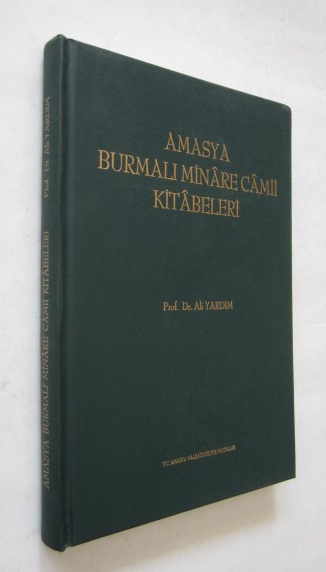 AMASYA
BURMALI MİNÂRE CÂMİİ
KİTÂBELERİ
Prof. Dr. Ali YARDIM
T.C. AMASYA VALİLİĞİ KÜLTÜR YAYINLARI
AMASYA BURMALI MİNÂRE CÂMİİ KİTÂBELERİ Prof. Dr. Ali YARDIM